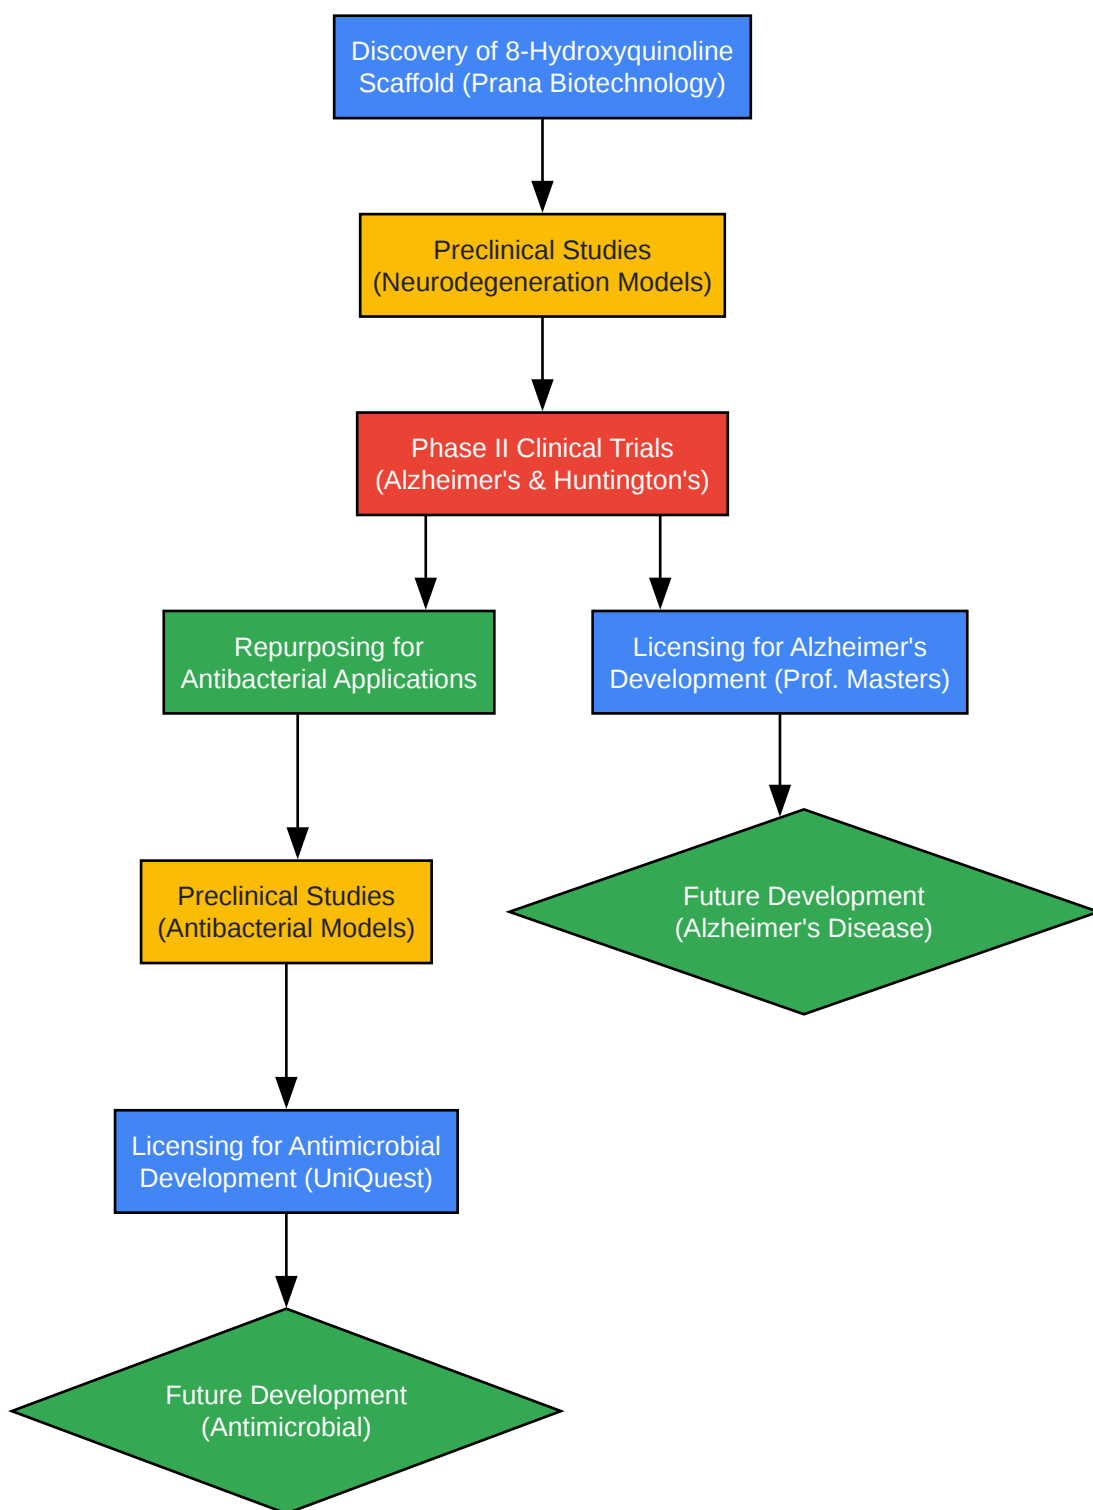 Discovery of 8-Hydroxyquinoline
Scaffold (Prana Biotechnology)
Preclinical Studies
(Neurodegeneration Models)
Phase II Clinical Trials
(Alzheimer's & Huntington's)
Repurposing for
Antibacterial Applications
Licensing for Alzheimer's
Development (Prof. Masters)
Preclinical Studies
(Antibacterial Models)
Future Development
(Alzheimer's Disease)
Licensing for Antimicrobial
Development (UniQuest)
Future Development
(Antimicrobial)